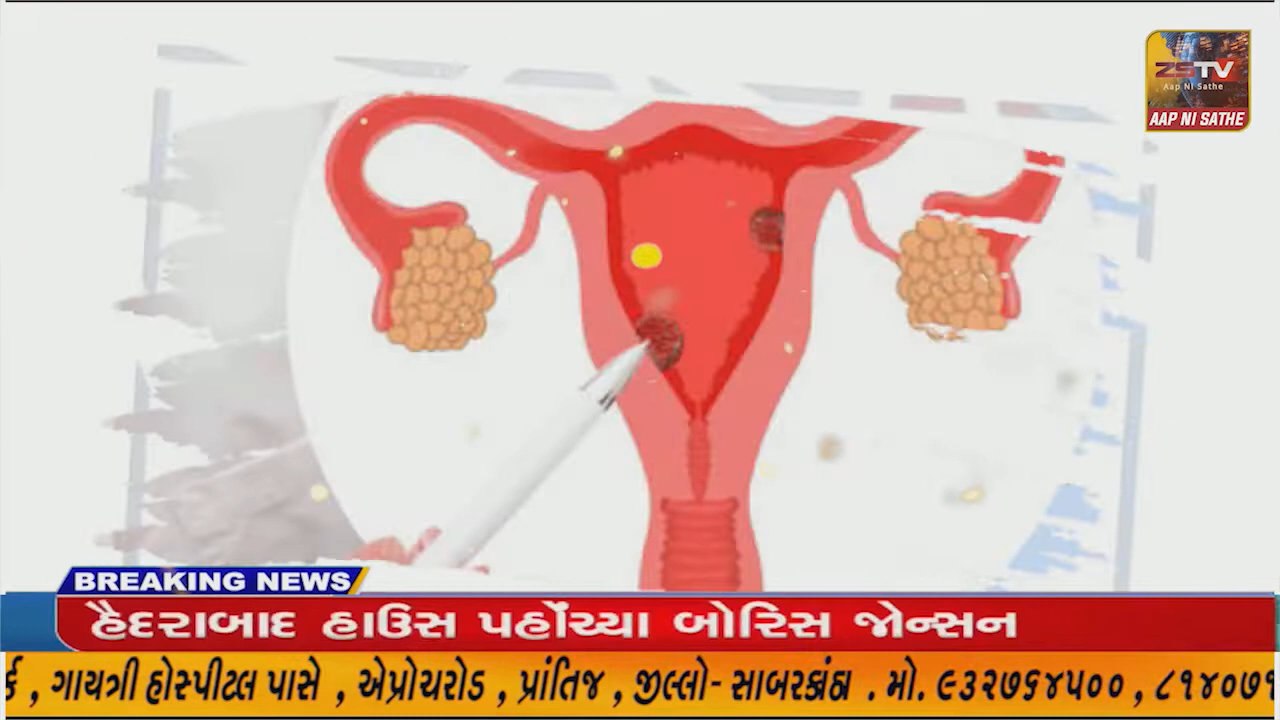 ZSTV
Aap Ni Sathe
AAP NI SATHE
BREAKING NEWS
હૈદરાબાદ હાઉસ પહોંચ્યા બોરિસ જોન્સન
, ગાયત્રી હોસ્પીટલ પાસે , એપ્રોચરોડ , પ્રાંતિજ , જીલ્લો- સાબરકાંઠા . મો. ૯૩૨૭૬૪૫૦૦ , ૮૧૪૦૭૧